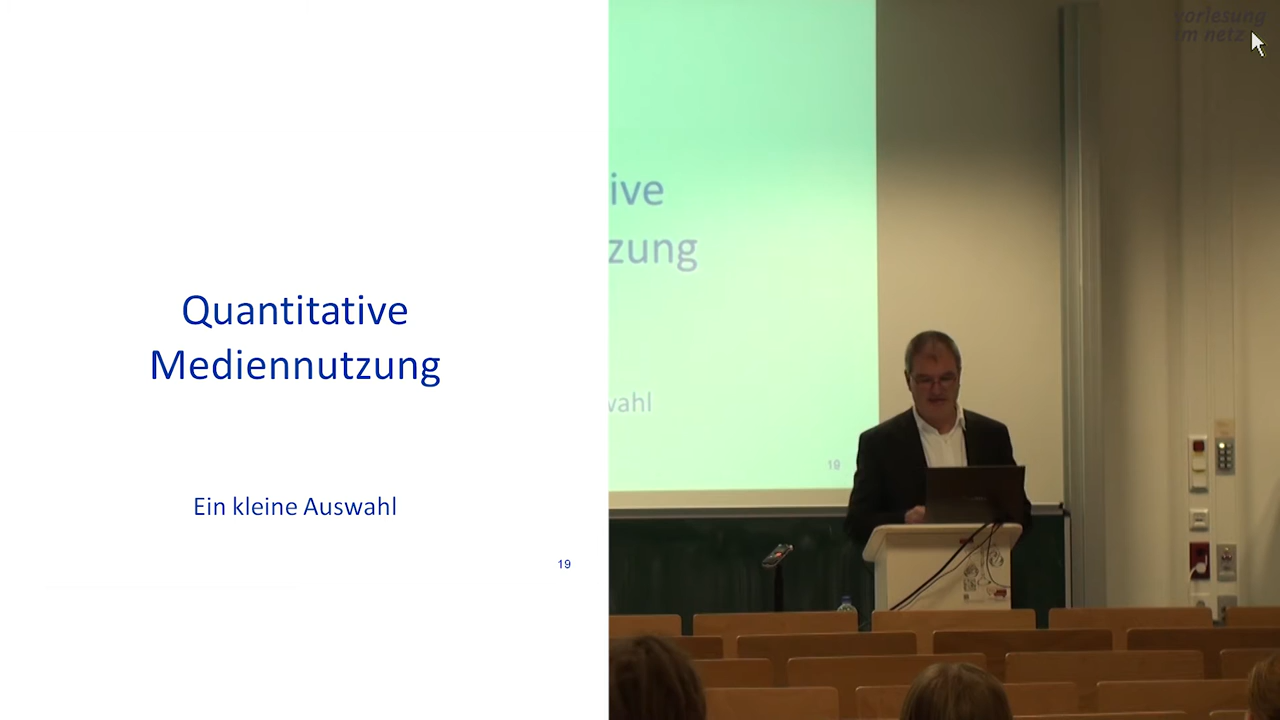 Quantitative
Mediennutzung
Ein kleine Auswahl
19
ive
zung
wahl
19
vorlesung
im netz